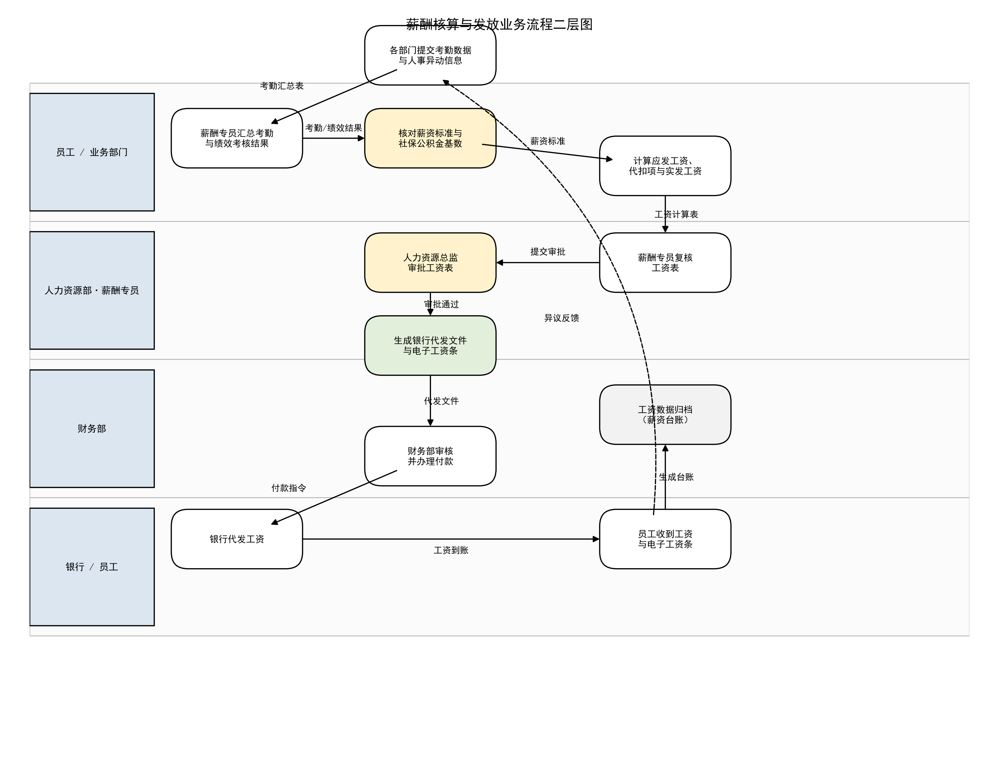 薪酬核算与发放业务流程二层图
各部门提交考勤数据
与人事异动信息
考勤汇总表
员工 / 业务部门
薪酬专员汇总考勤
与绩效考核结果
考勤/绩效结果
核对薪资标准与
社保公积金基数
薪资标准
计算应发工资、
代扣项与实发工资
工资计算表
人力资源部·薪酬专员
人力资源总监
审批工资表
提交审批
薪酬专员复核
工资表
审批通过
异议反馈
生成银行代发文件
与电子工资条
代发文件
财务部
工资数据归档
（薪资台账）
财务部审核
并办理付款
生成台账
付款指令
银行 / 员工
银行代发工资
工资到账
员工收到工资
与电子工资条